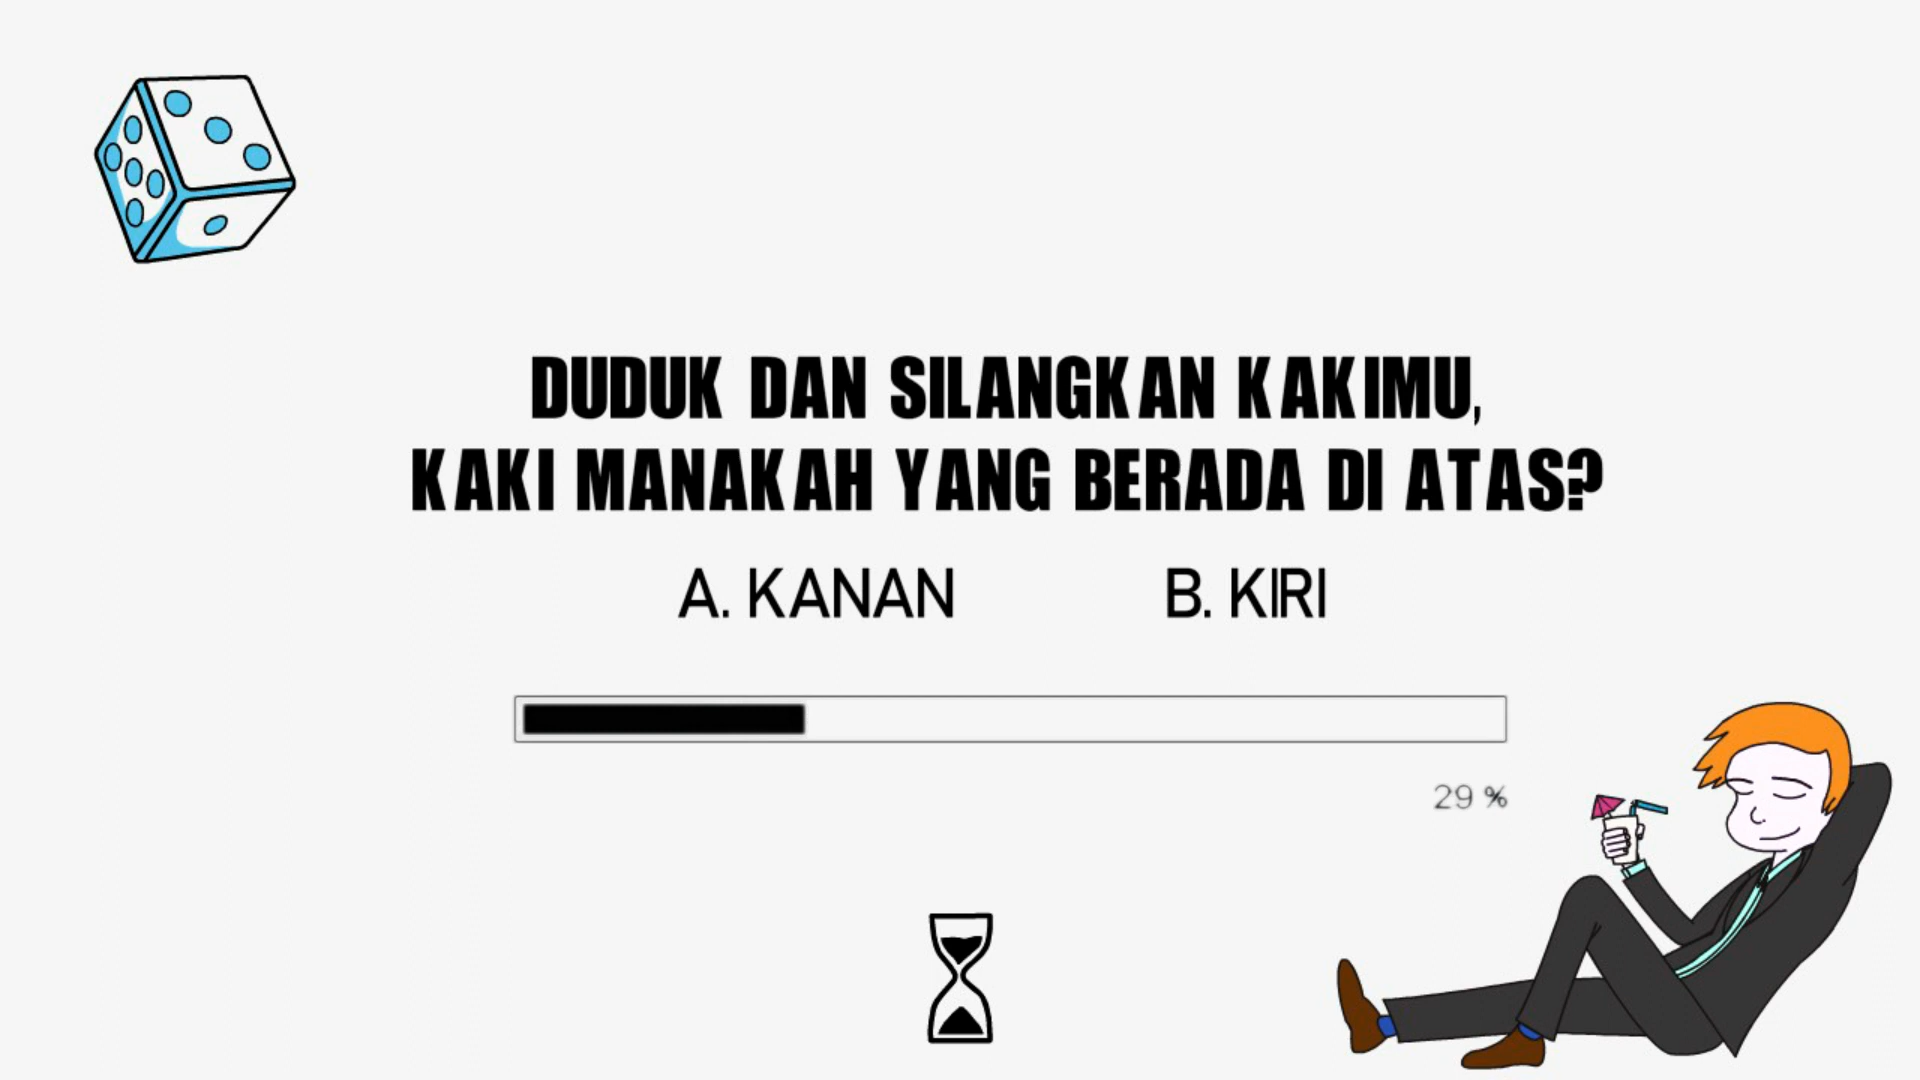 DUDUK DAN SILANGKAN KAKIMU,
KAKI MANAKAH YANG BERADA DI ATAS?
A. KANAN B. KIRI
29 %